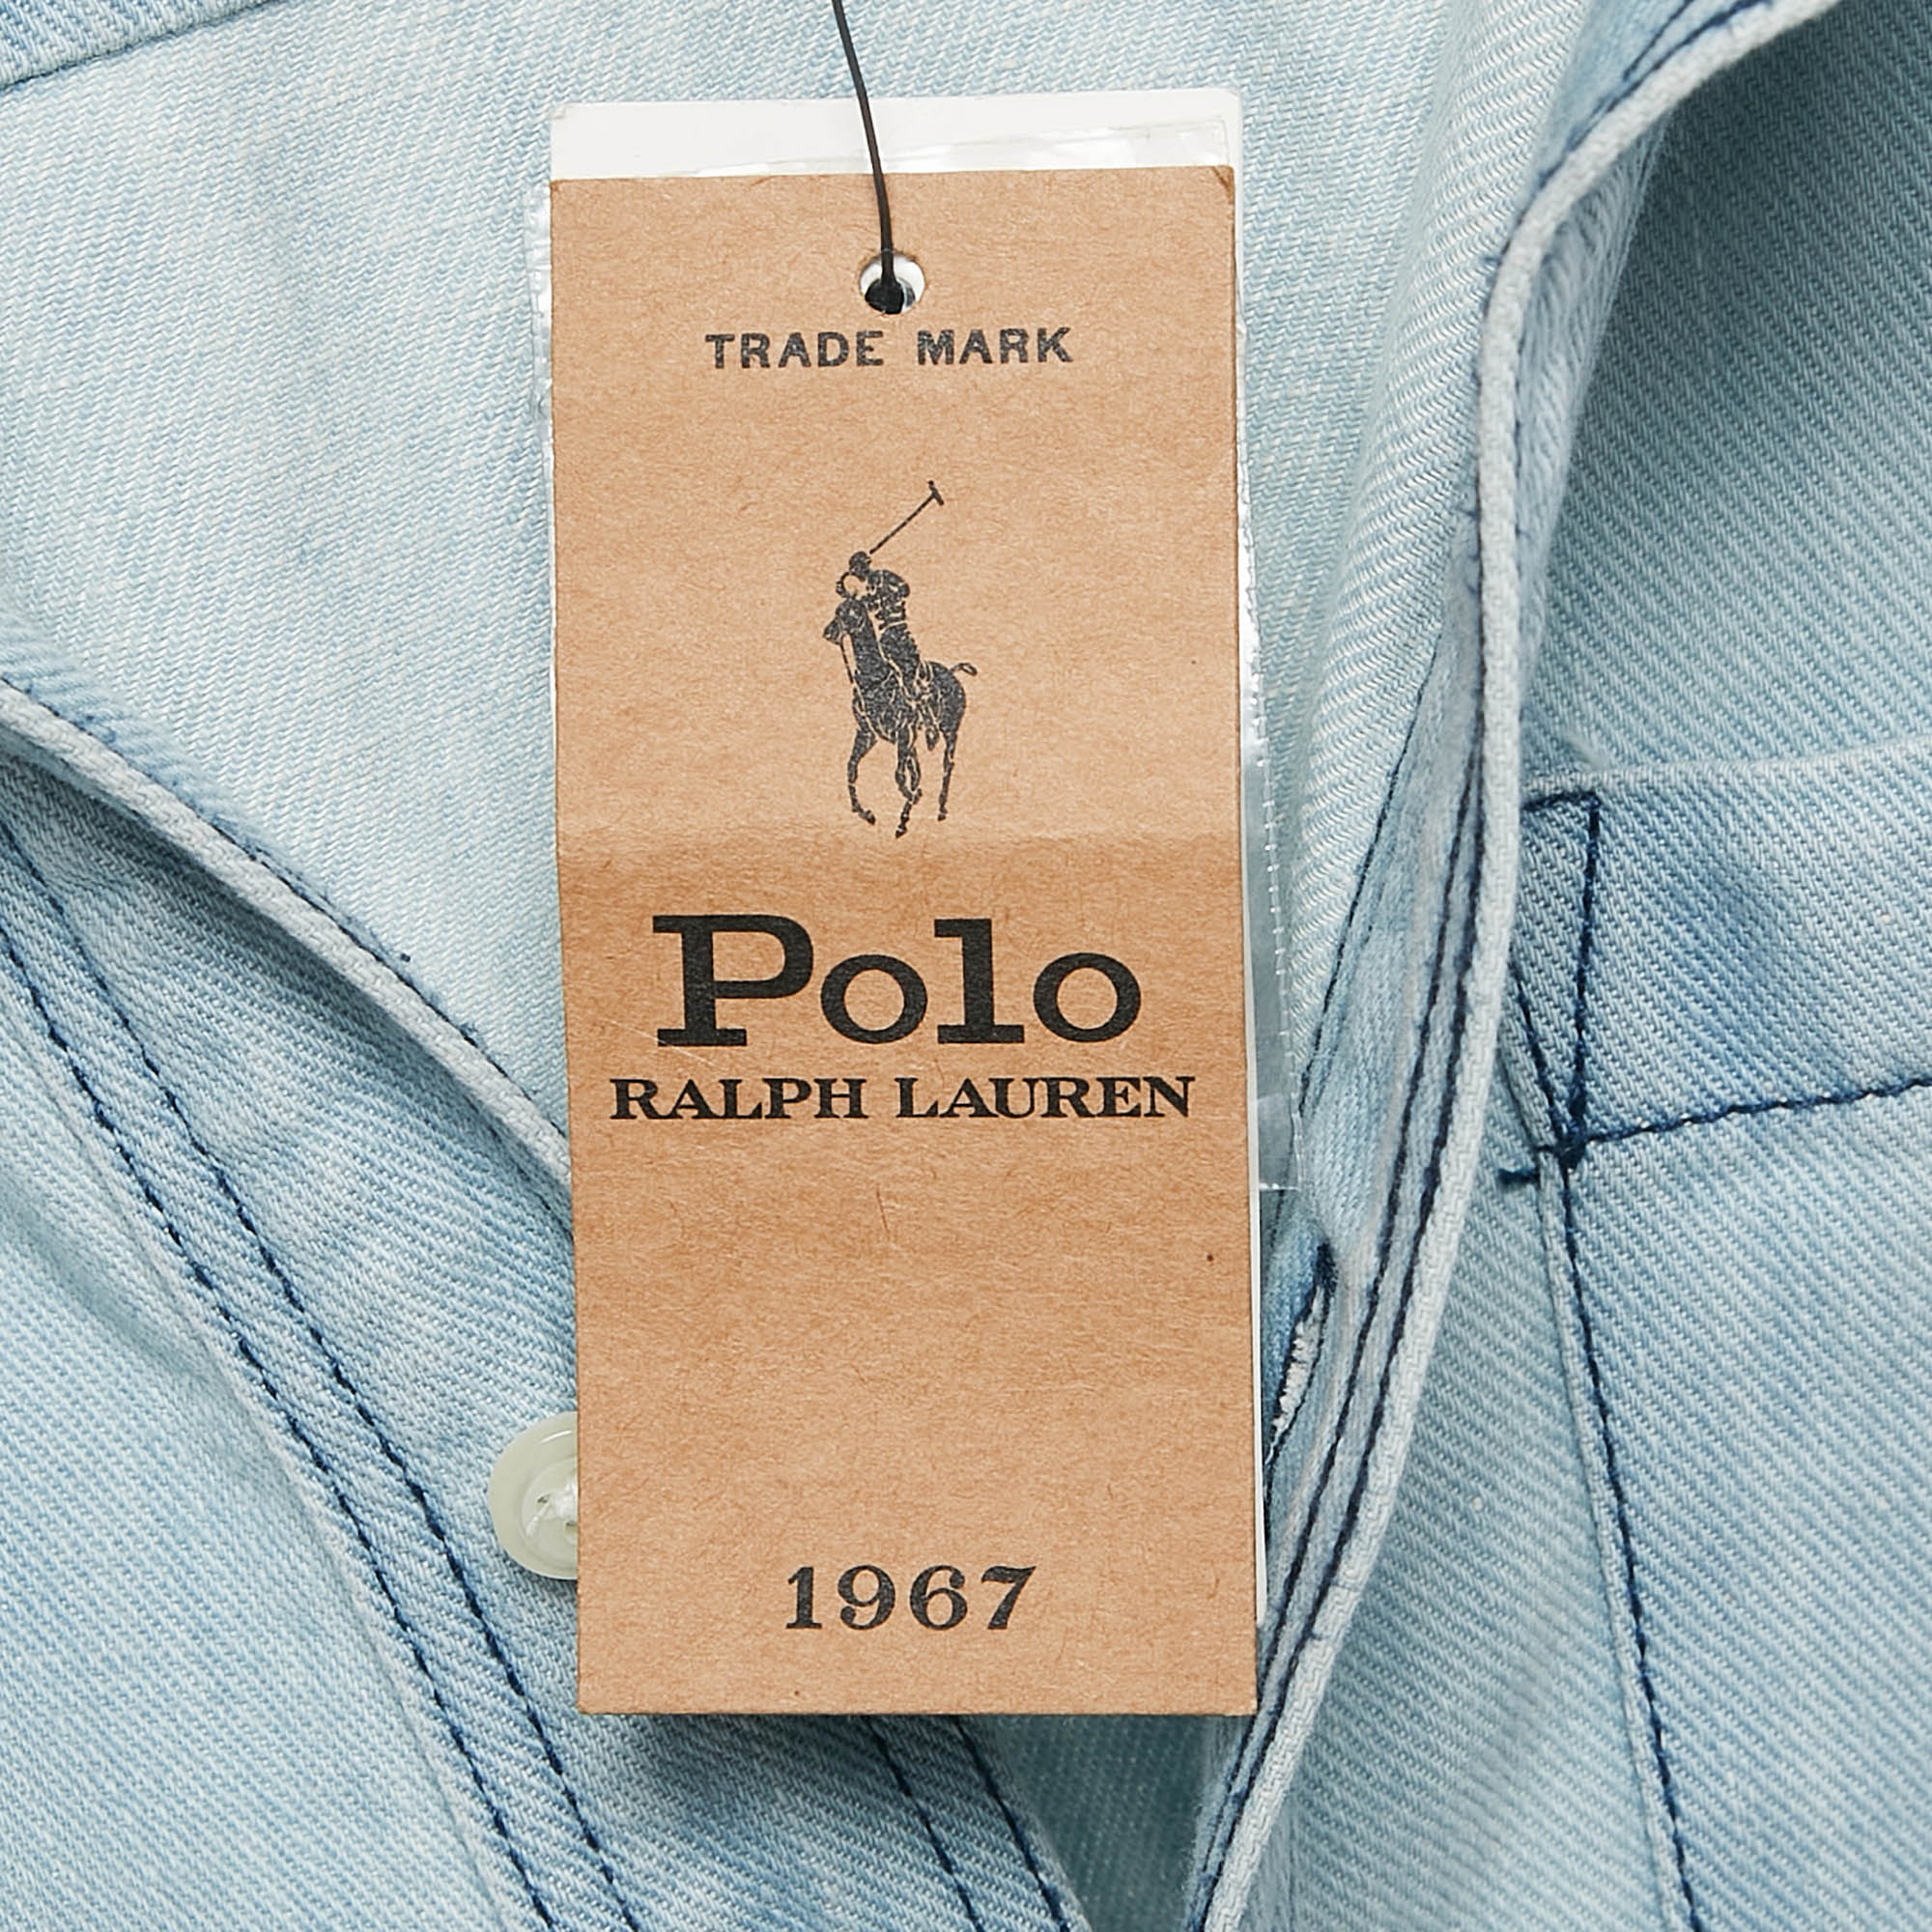 TRADE MARK
Polo
RALPH LAUREN
1967